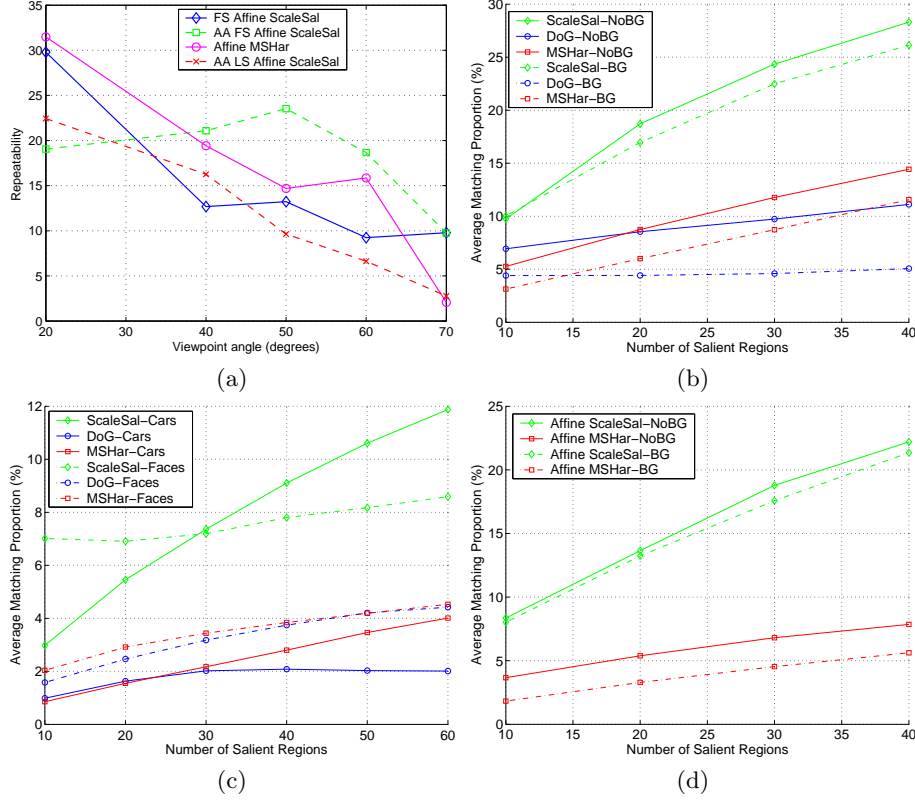 FS Affine ScaleSal
AA FS Affine ScaleSal
Affine MSHar
AA LS Affine ScaleSal
35
30
25
20
15
10
5
0
Repeatability
20 30 40 50 60 70
Viewpoint angle (degrees)
(a)
ScaleSal−NoBG
DoG−NoBG
MSHar−NoBG
ScaleSal−BG
DoG−BG
MSHar−BG
30
25
20
15
10
5
0
Average Matching Proportion (%)
10 15 20 25 30 35 40
Number of Salient Regions
(b)
ScaleSal−Cars
DoG−Cars
MSHar−Cars
ScaleSal−Faces
DoG−Faces
MSHar−Faces
12
10
8
6
4
2
0
Average Matching Proportion (%)
10 20 30 40 50 60
Number of Salient Regions
(c)
Affine ScaleSal−NoBG
Affine MSHar−NoBG
Affine ScaleSal−BG
Affine MSHar−BG
25
20
15
10
5
0
Average Matching Proportion (%)
10 15 20 25 30 35 40
Number of Salient Regions
(d)